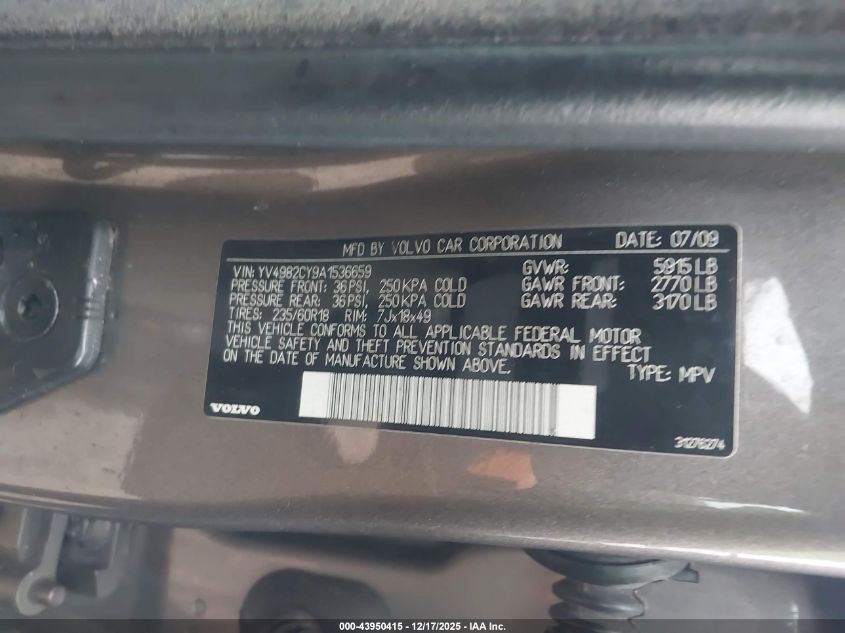 MFD BY VOLVO CAR CORPORATION DATE: 07/09
VIN: YV4982CY9A1536659 GVWR: 5915 LB
PRESSURE FRONT: 36 PSI, 250 KPA COLD GAWR FRONT: 2770 LB
PRESSURE REAR: 36 PSI, 250 KPA COLD GAWR REAR: 3170 LB
TIRES: 235/60R18 RIM: 7Jx18x49
THIS VEHICLE CONFORMS TO ALL APPLICABLE FEDERAL MOTOR
VEHICLE SAFETY AND THEFT PREVENTION STANDARDS IN EFFECT
ON THE DATE OF MANUFACTURE SHOWN ABOVE.
TYPE: MPV
VOLVO
31276274
000-43950415 - 12/17/2025 - IAA Inc.